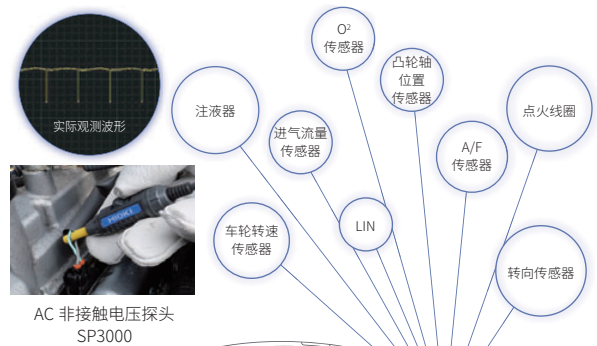 O²
传感器
凸轮轴
位置
传感器
注液器
点火线圈
实际观测波形
进气流量
传感器
A/F
传感器
HIOKI
LIN
车轮转速
传感器
转向传感器
AC 非接触电压探头
SP3000